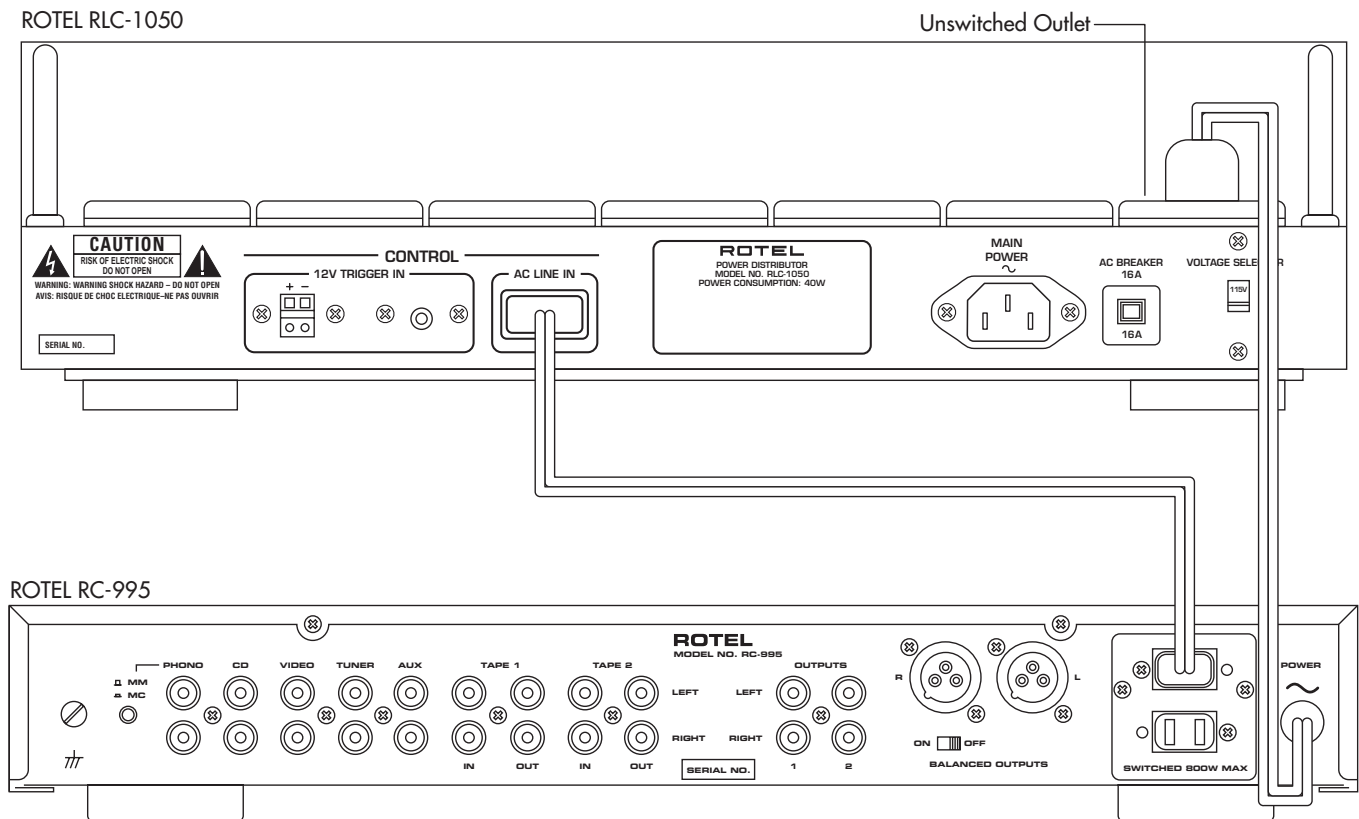 ROTEL RLC-1050
Unswitched Outlet
CAUTION
RISK OF ELECTRIC SHOCK
DO NOT OPEN
WARNING: WARNING SHOCK HAZARD – DO NOT OPEN
AVIS: RISQUE DE CHOC ELECTRIQUE–NE PAS OUVRIR
SERIAL NO.
CONTROL
12V TRIGGER IN
+ –
AC LINE IN
ROTEL
POWER DISTRIBUTOR
MODEL NO. RLC-1050
POWER CONSUMPTION: 40W
MAIN
POWER
~
AC BREAKER
16A
16A
VOLTAGE
115V
ROTEL RC-995
ROTEL
MODEL NO. RC-995
PHONO CD VIDEO TUNER AUX TAPE 1 TAPE 2 OUTPUTS
MM
MC
LEFT LEFT
RIGHT RIGHT
IN OUT IN OUT 1 2
SERIAL NO.
R L
ON OFF
BALANCED OUTPUTS
SWITCHED 800W MAX
POWER
~